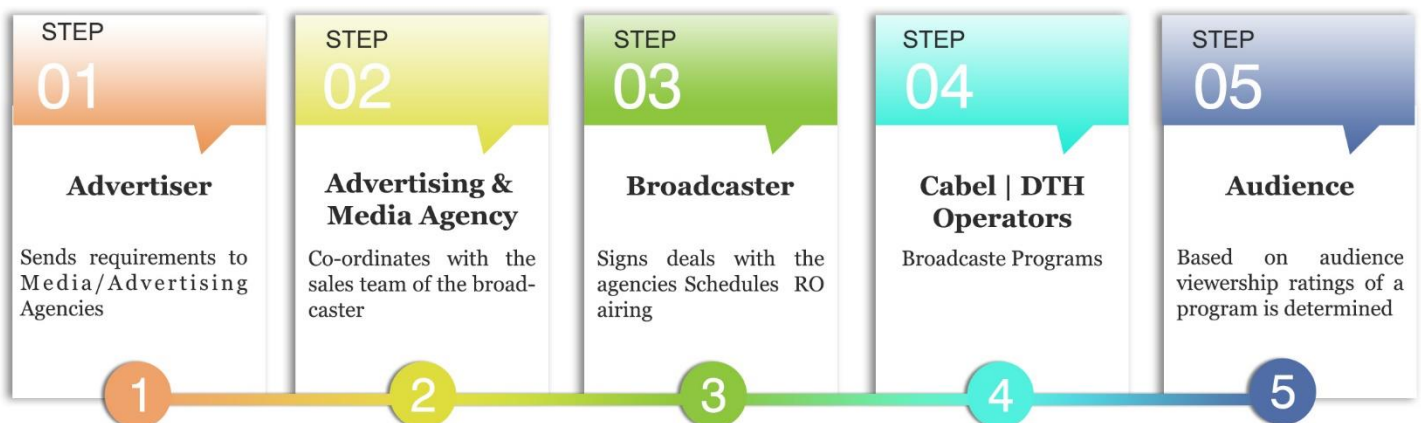 STEP
01
Advertiser
Sends requirements to
Media/Advertising
Agencies
1
STEP
02
Advertising &
Media Agency
Co-ordinates with the
sales team of the broad-
caster
2
STEP
03
Broadcaster
Signs deals with the
agencies Schedules RO
airing
3
STEP
04
Cabel | DTH
Operators
Broadcaste Programs
4
STEP
05
Audience
Based on audience
viewership ratings of a
program is determined
5